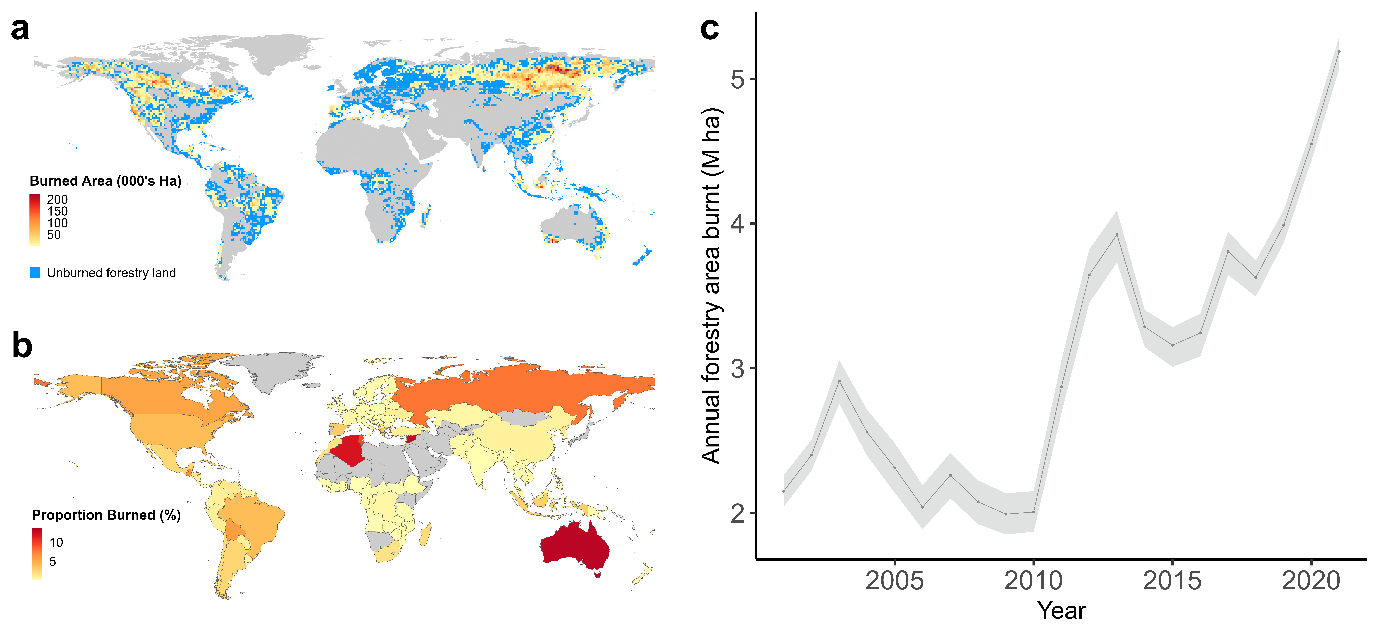 a
Burned Area (000's Ha)
200
150
100
50
Unburned forestry land
b
Proportion Burned (%)
10
5
c
Annual forestry area burnt (M ha)
5
4
3
2
2005
2010
2015
2020
Year